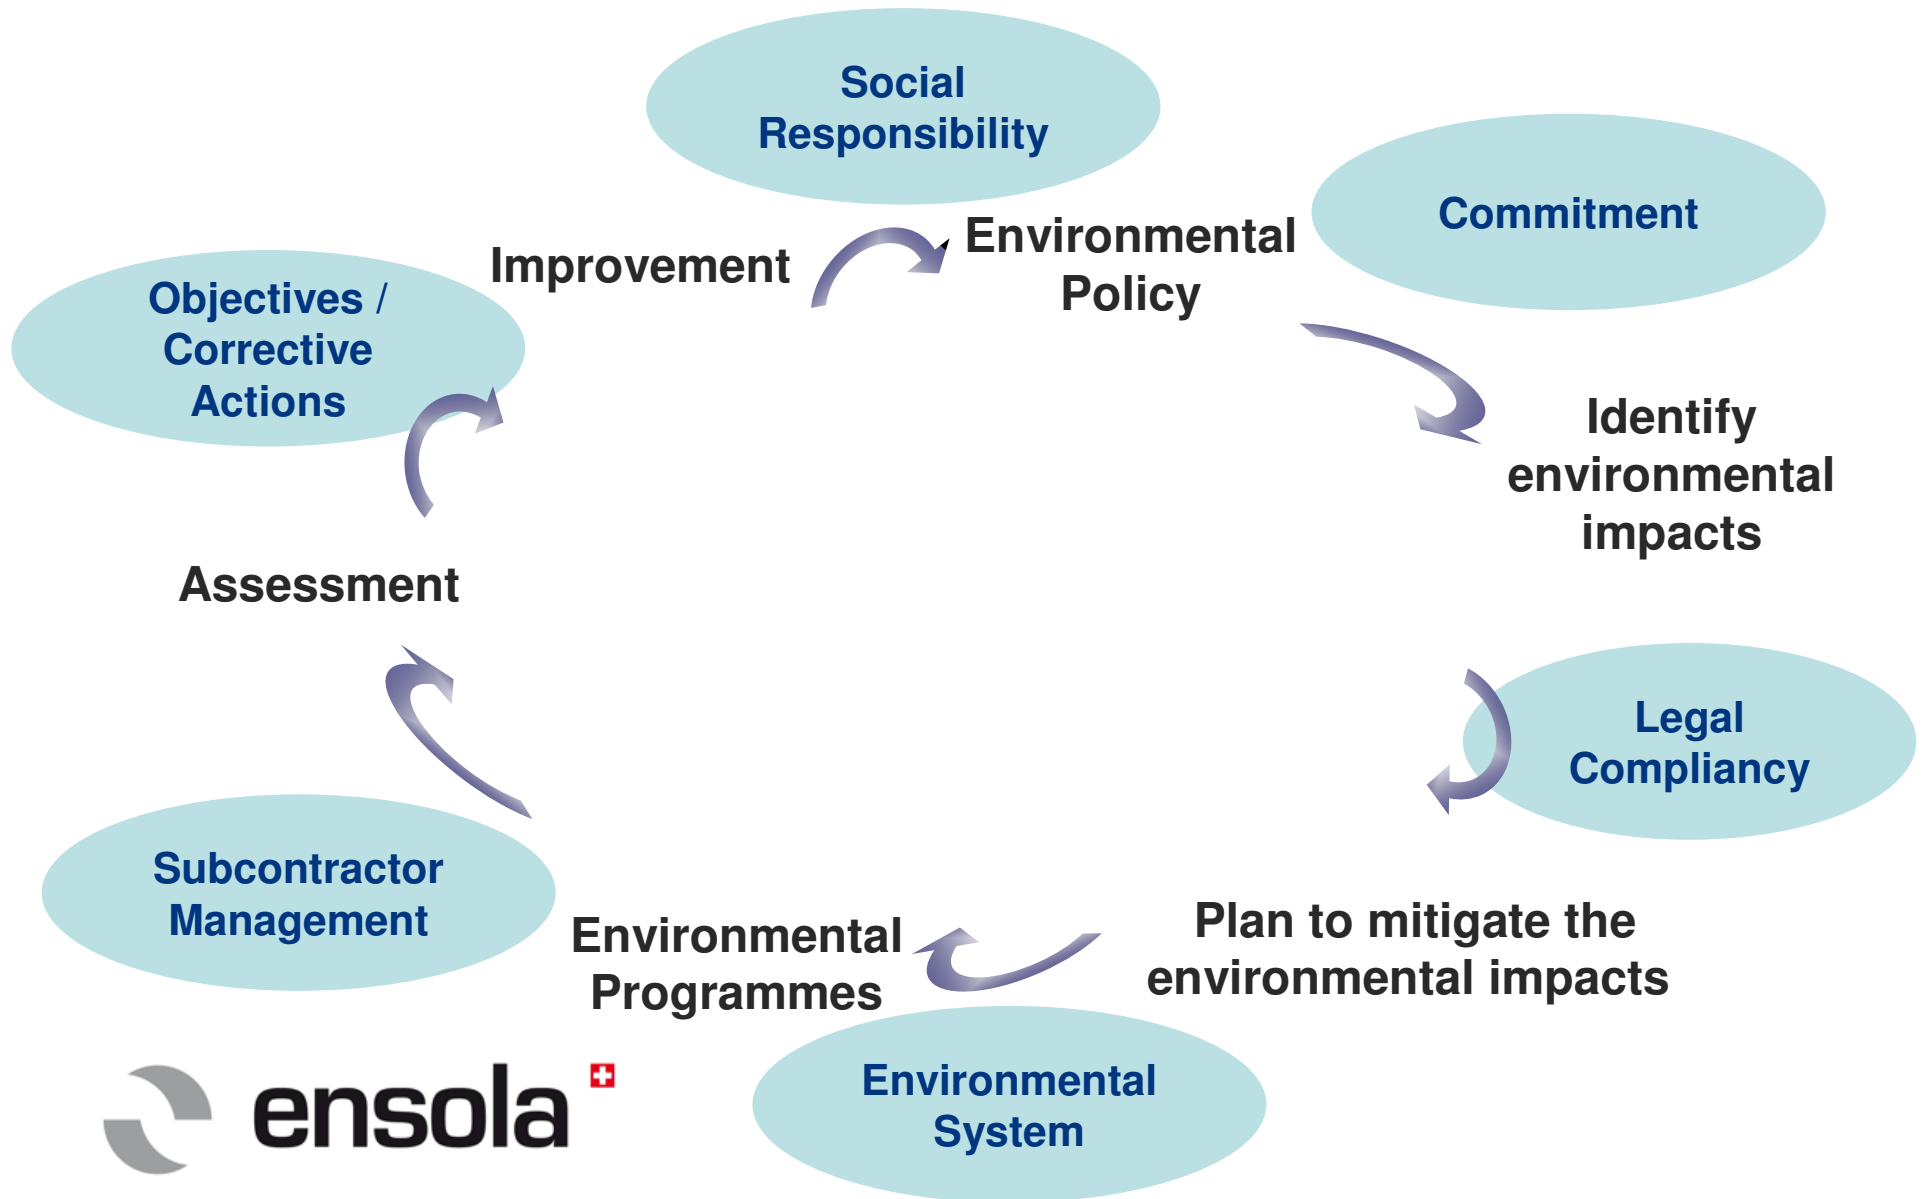 Social
Responsibility
Commitment
Improvement
Environmental
Policy
Objectives /
Corrective
Actions
Identify
environmental
impacts
Assessment
Legal
Compliancy
Subcontractor
Management
Environmental
Programmes
Plan to mitigate the
environmental impacts
Environmental
System
ensola